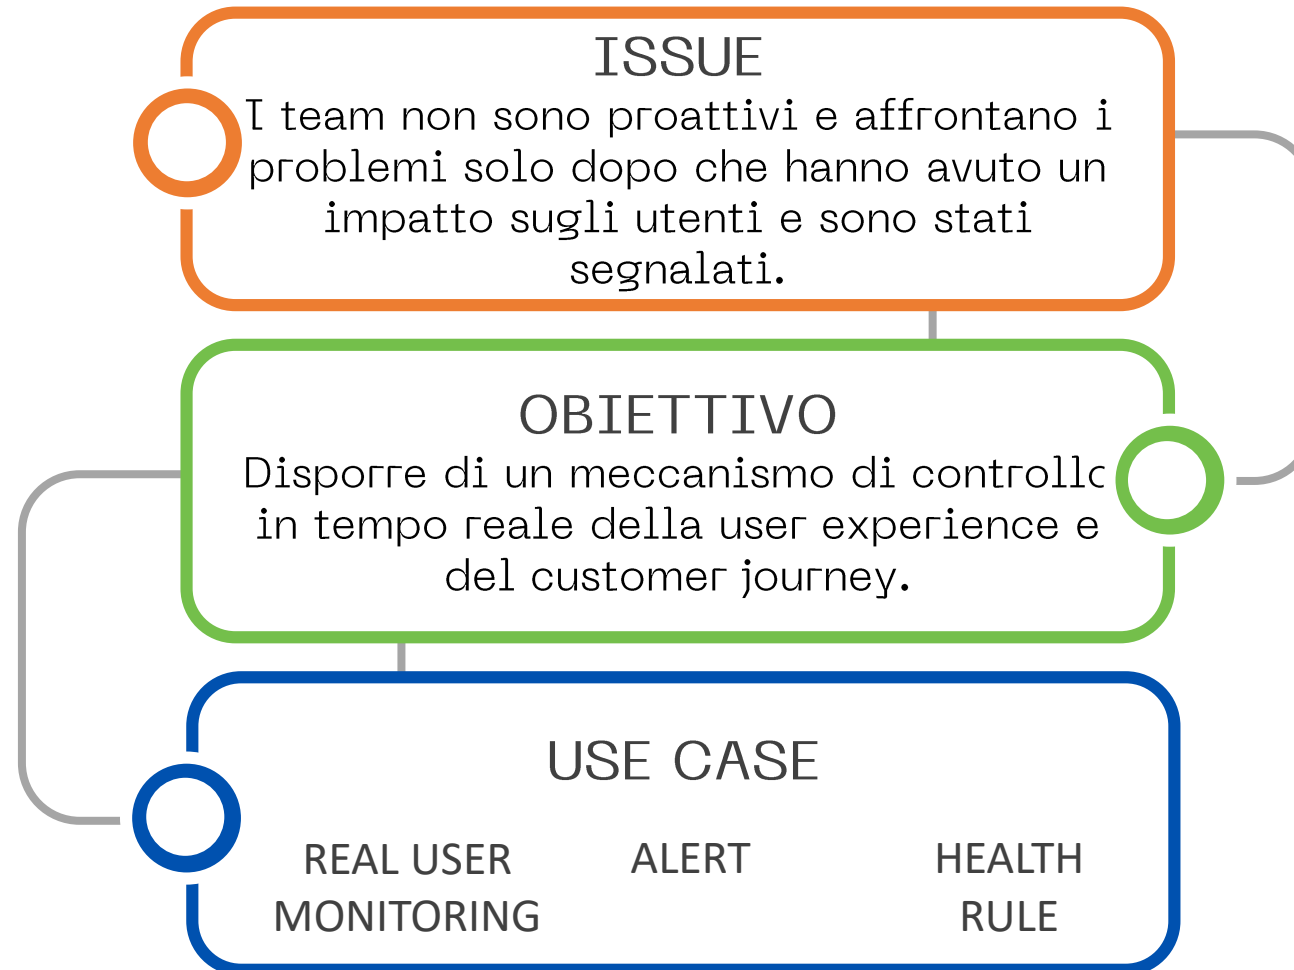 ISSUE
I team non sono proattivi e affrontano i
problemi solo dopo che hanno avuto un
impatto sugli utenti e sono stati
segnalati.
OBIETTIVO
Disporre di un meccanismo di controllo
in tempo reale della user experience e
del customer journey.
USE CASE
REAL USER
MONITORING
ALERT
HEALTH
RULE